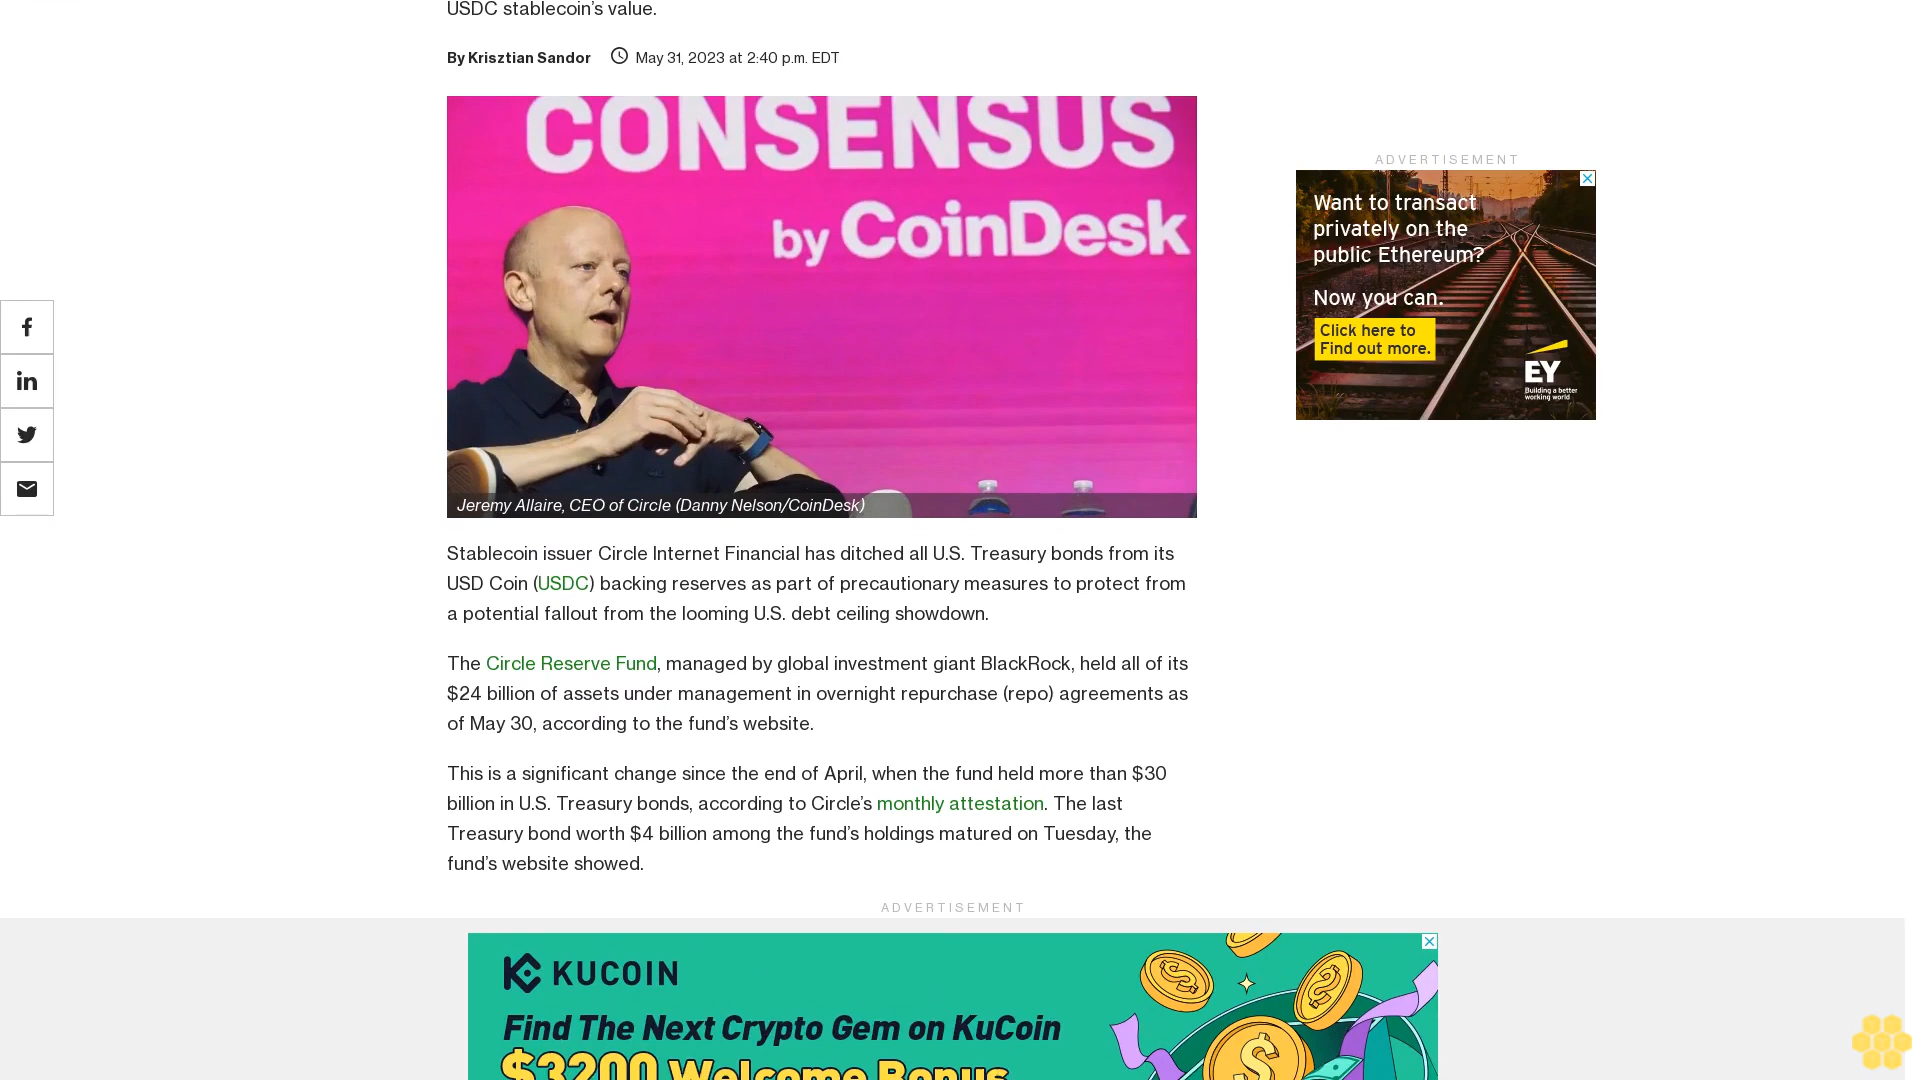 USDC stablecoin’s value.
By Krisztian Sandor May 31, 2023 at 2:40 p.m. EDT
CONSENSUS
by CoinDesk
Jeremy Allaire, CEO of Circle (Danny Nelson/CoinDesk)
ADVERTISEMENT
Want to transact
privately on the
public Ethereum?
Now you can.
Click here to
Find out more.
EY
Building a better
working world
Stablecoin issuer Circle Internet Financial has ditched all U.S. Treasury bonds from its
USD Coin (USDC) backing reserves as part of precautionary measures to protect from
a potential fallout from the looming U.S. debt ceiling showdown.
The Circle Reserve Fund, managed by global investment giant BlackRock, held all of its
$24 billion of assets under management in overnight repurchase (repo) agreements as
of May 30, according to the fund’s website.
This is a significant change since the end of April, when the fund held more than $30
billion in U.S. Treasury bonds, according to Circle’s monthly attestation. The last
Treasury bond worth $4 billion among the fund’s holdings matured on Tuesday, the
fund’s website showed.
ADVERTISEMENT
KUCOIN
Find The Next Crypto Gem on KuCoin
$3200 Welcome Bonus